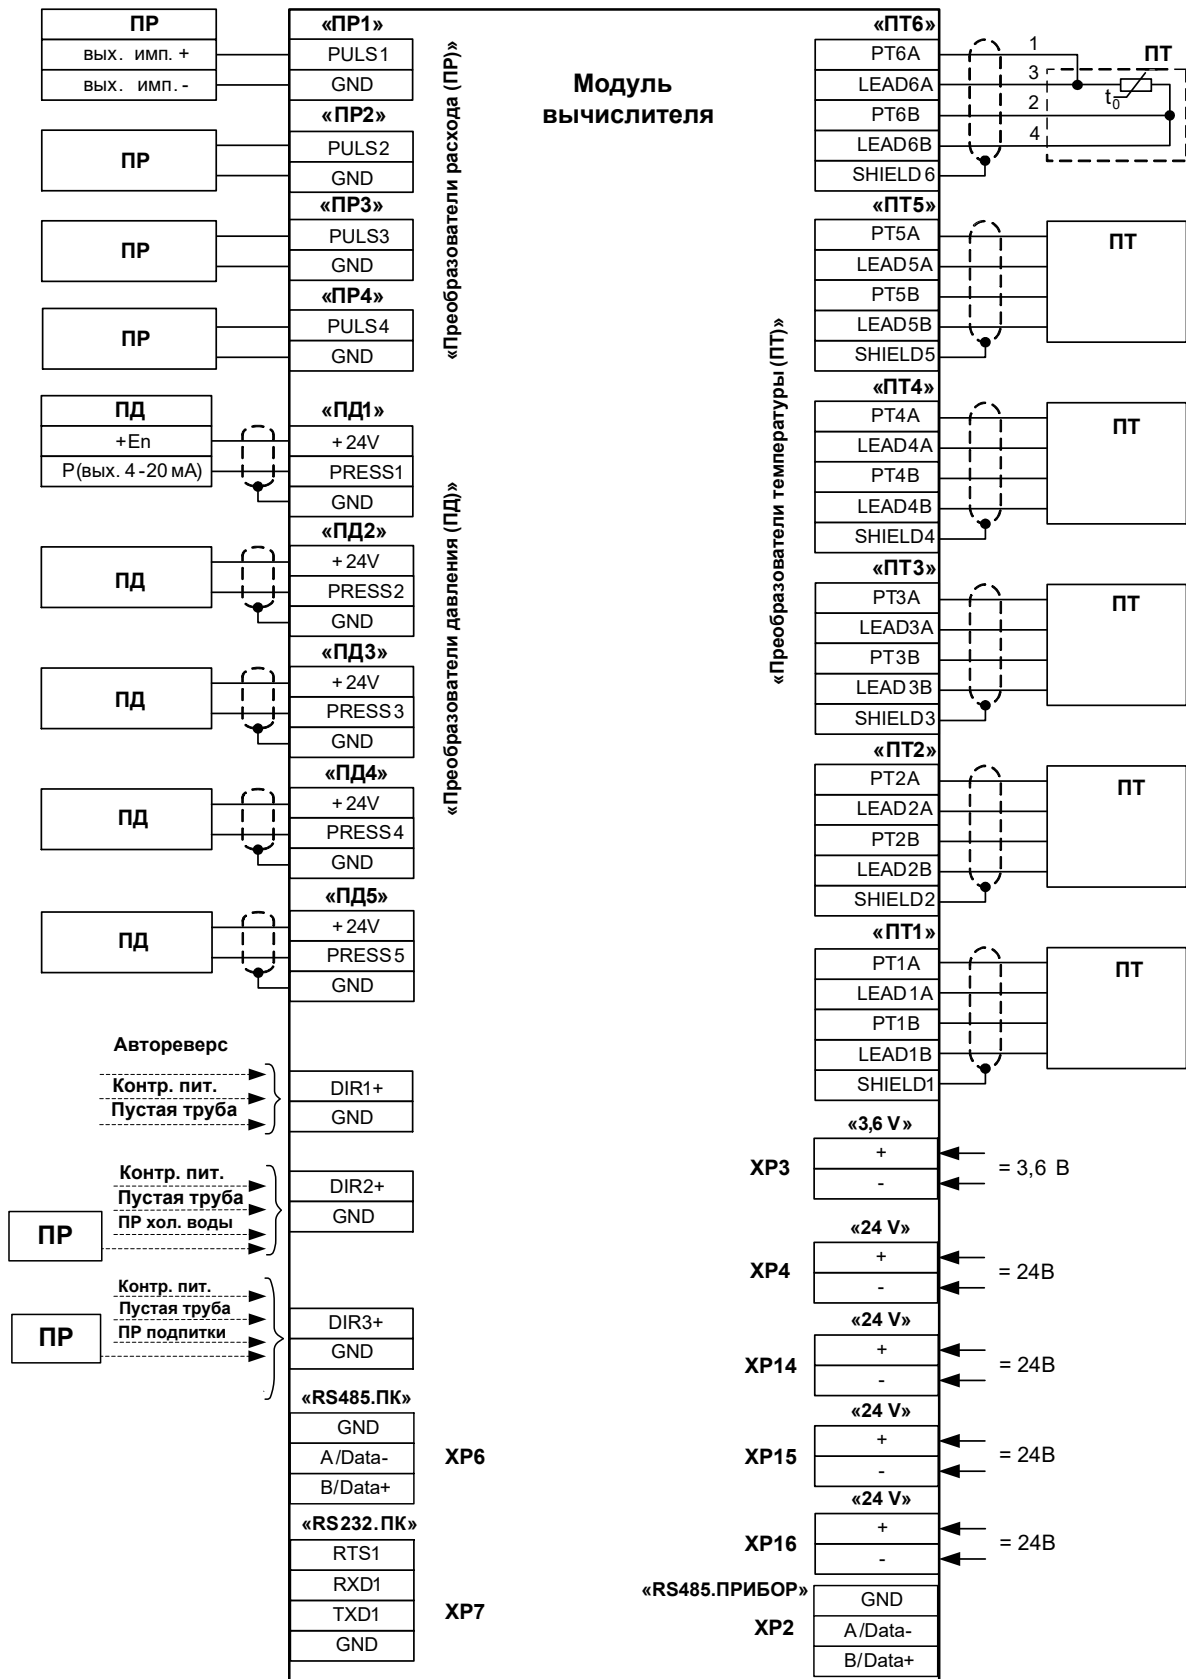 Модуль
вычислителя
ПР
вых. имп. +
вых. имп. -
«ПР1»
PULS1
GND
ПР
«ПР2»
PULS2
GND
ПР
«ПР3»
PULS3
GND
ПР
«ПР4»
PULS4
GND
«Преобразователи расхода (ПР)»
ПД
+En
P(вых. 4-20 мА)
«ПД1»
+24V
PRESS1
GND
ПД
«ПД2»
+24V
PRESS2
GND
ПД
«ПД3»
+24V
PRESS3
GND
ПД
«ПД4»
+24V
PRESS4
GND
ПД
«ПД5»
+24V
PRESS5
GND
«Преобразователи давления (ПД)»
Автореверс
Контр. пит.
Пустая труба
DIR1+
GND
Контр. пит.
Пустая труба
ПР хол. воды
ПР
DIR2+
GND
Контр. пит.
Пустая труба
ПР подпитки
ПР
DIR3+
GND
«RS485.ПК»
GND
A/Data-
B/Data+
XP6
«RS232.ПК»
RTS1
RXD1
TXD1
GND
XP7
«ПТ6»
PT6A
LEAD6A
PT6B
LEAD6B
SHIELD6
1
3
2
4
ПТ
t0
«ПТ5»
PT5A
LEAD5A
PT5B
LEAD5B
SHIELD5
ПТ
«ПТ4»
PT4A
LEAD4A
PT4B
LEAD4B
SHIELD4
ПТ
«ПТ3»
PT3A
LEAD3A
PT3B
LEAD3B
SHIELD3
ПТ
«ПТ2»
PT2A
LEAD2A
PT2B
LEAD2B
SHIELD2
ПТ
«ПТ1»
PT1A
LEAD1A
PT1B
LEAD1B
SHIELD1
ПТ
«Преобразователи температуры (ПТ)»
«3,6 V»
XP3
+
-
= 3,6 В
«24 V»
XP4
+
-
= 24В
«24 V»
XP14
+
-
= 24В
«24 V»
XP15
+
-
= 24В
«24 V»
XP16
+
-
= 24В
«RS485.ПРИБОР»
XP2
GND
A/Data-
B/Data+